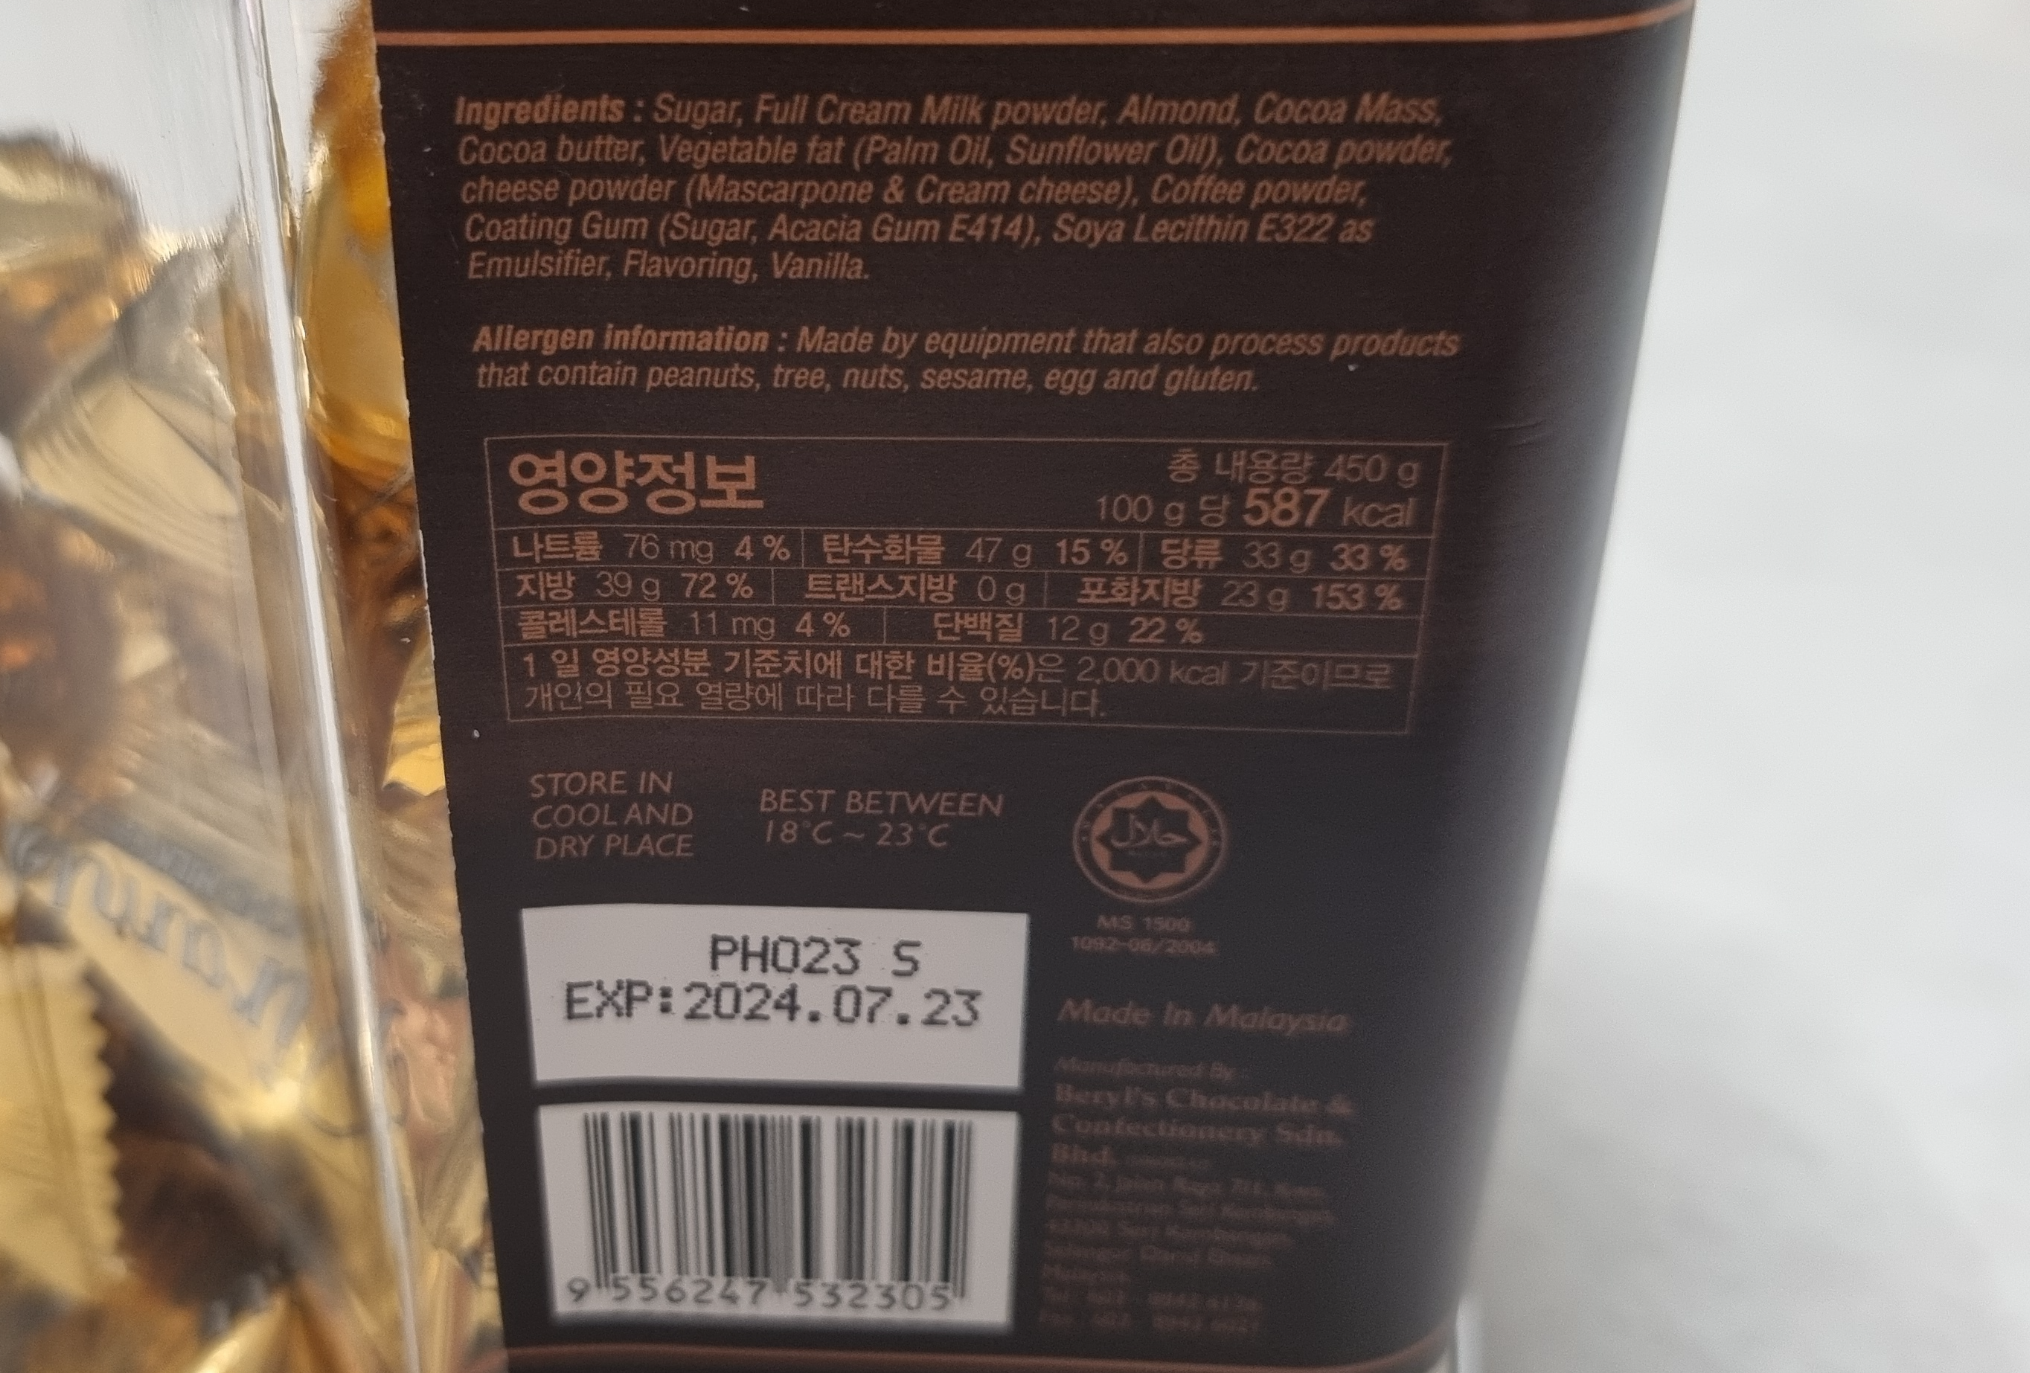 Ingredients : Sugar, Full Cream Milk powder, Almond, Cocoa Mass,
Cocoa butter, Vegetable fat (Palm Oil, Sunflower Oil), Cocoa powder,
cheese powder (Mascarpone & Cream cheese), Coffee powder,
Coating Gum (Sugar, Acacia Gum E414), Soya Lecithin E322 as
Emulsifier, Flavoring, Vanilla.
Allergen information : Made by equipment that also process products
that contain peanuts, tree, nuts, sesame, egg and gluten.
영양정보
총 내용량 450 g
100 g 당 587 kcal
나트륨 76 mg 4 % 탄수화물 47 g 15 % 당류 33 g 33 %
지방 39 g 72 % 트랜스지방 0 g 포화지방 23 g 153 %
콜레스테롤 11 mg 4 % 단백질 12 g 22 %
1 일 영양성분 기준치에 대한 비율(%)은 2,000 kcal 기준이므로
개인의 필요 열량에 따라 다를 수 있습니다.
STORE IN
COOL AND
DRY PLACE
BEST BETWEEN
18°C ~ 23°C
حلال
MS 1500
1092-06/2004
PH023 S
EXP:2024.07.23
Made In Malaysia
Manufactured By :
Beryl's Chocolate &
Confectionery Sdn.
Bhd.
9 556247 532305